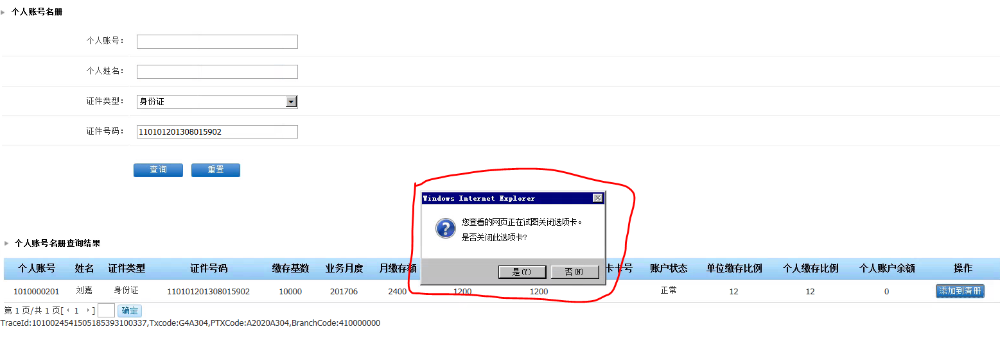 个人账号名册
个人账号：
个人姓名：
证件类型： 身份证
证件号码： 110101201308015902
查询 重置
Windows Internet Explorer
您查看的网页正在试图关闭选项卡。
是否关闭此选项卡?
是(Y) 否(N)
个人账号名册查询结果
个人账号 姓名 证件类型 证件号码 缴存基数 业务月度 月缴存额 卡卡号 账户状态 单位缴存比例 个人缴存比例 个人账户余额 操作
1010000201 刘嘉 身份证 110101201308015902 10000 201706 2400 1200 1200 正常 12 12 0 添加到清册
第 1 页/共 1 页[ 1 ] 确定
TraceId:1010024541505185393100337,Txcode:G4A304,PTXCode:A2020A304,BranchCode:410000000